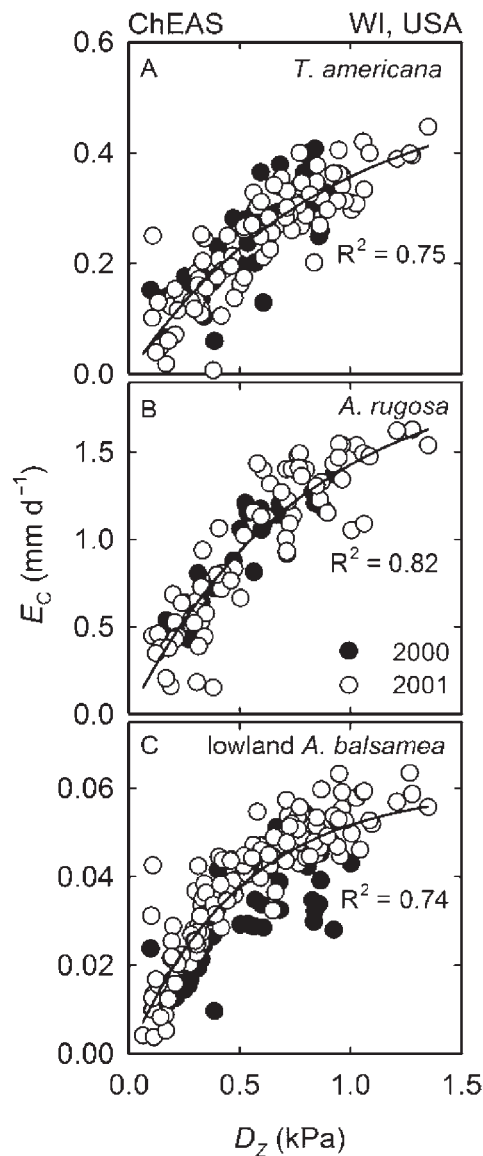 ChEAS WI, USA
0.6
A T. americana
0.4
0.2
R² = 0.75
0.0
B A. rugosa
1.5
1.0
R² = 0.82
0.5
2000
2001
0.0
E_C (mm d⁻¹)
C lowland A. balsamea
0.06
0.04
R² = 0.74
0.02
0.00
0.0 0.5 1.0 1.5
D_Z (kPa)